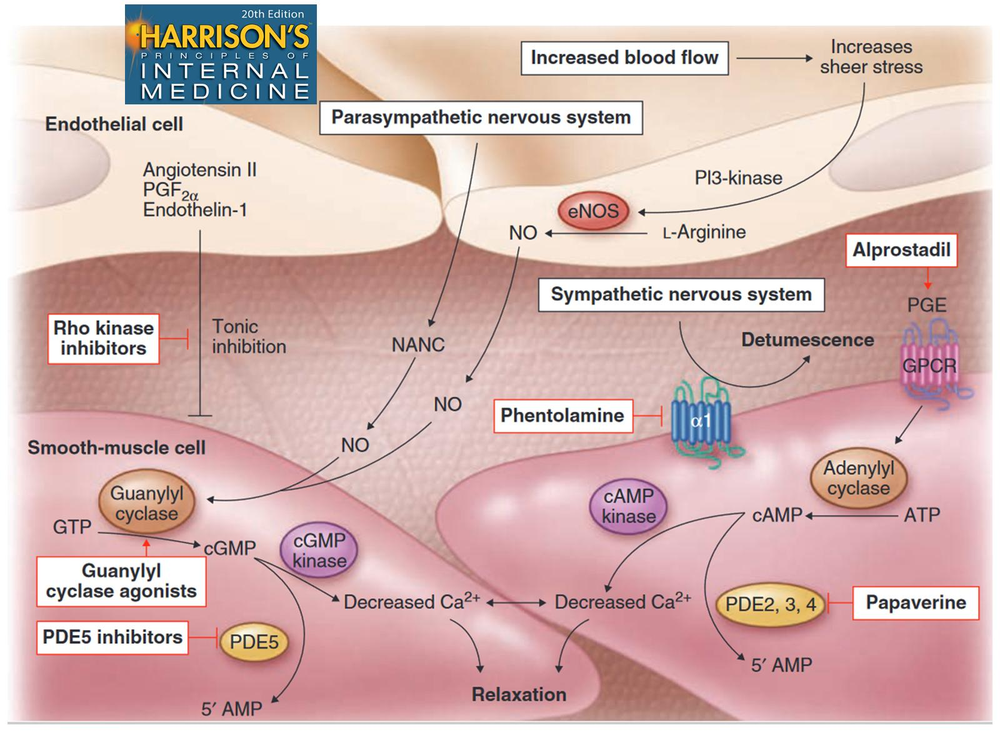 20th Edition
HARRISON'S™
PRINCIPLES OF
INTERNAL
MEDICINE
Increased blood flow
Increases
sheer stress
Parasympathetic nervous system
Endothelial cell
Angiotensin II
PGF2α
Endothelin-1
PI3-kinase
eNOS
NO
L-Arginine
Alprostadil
Sympathetic nervous system
PGE
Rho kinase
inhibitors
Tonic
inhibition
NANC
Detumescence
GPCR
NO
Phentolamine
α1
NO
Smooth-muscle cell
Guanylyl
cyclase
Adenylyl
cyclase
cAMP
kinase
cAMP
ATP
GTP
cGMP
cGMP
kinase
Guanylyl
cyclase agonists
Decreased Ca2+
Decreased Ca2+
PDE2, 3, 4
Papaverine
PDE5 inhibitors
PDE5
5′ AMP
Relaxation
5′ AMP